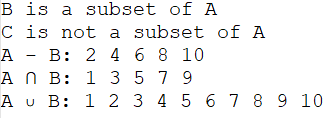 B is a subset of A
C is not a subset of A
A - B: 2 4 6 8 10
A ∩ B: 1 3 5 7 9
A ∪ B: 1 2 3 4 5 6 7 8 9 10